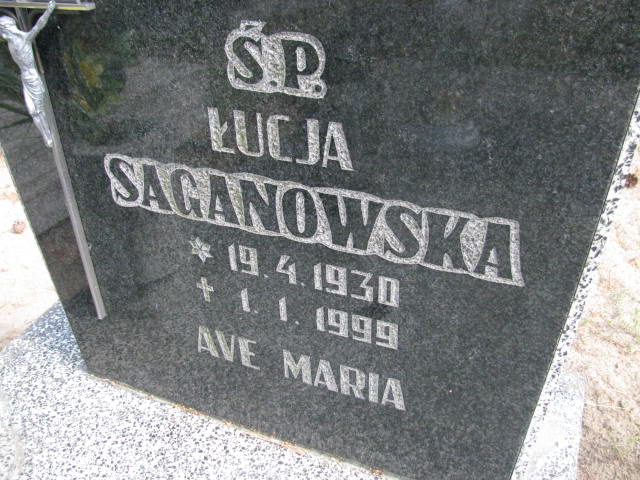 Ś.P.
ŁUCJA
SAGANOWSKA
* 19.4.1930
+ 1.1.1999
AVE MARIA